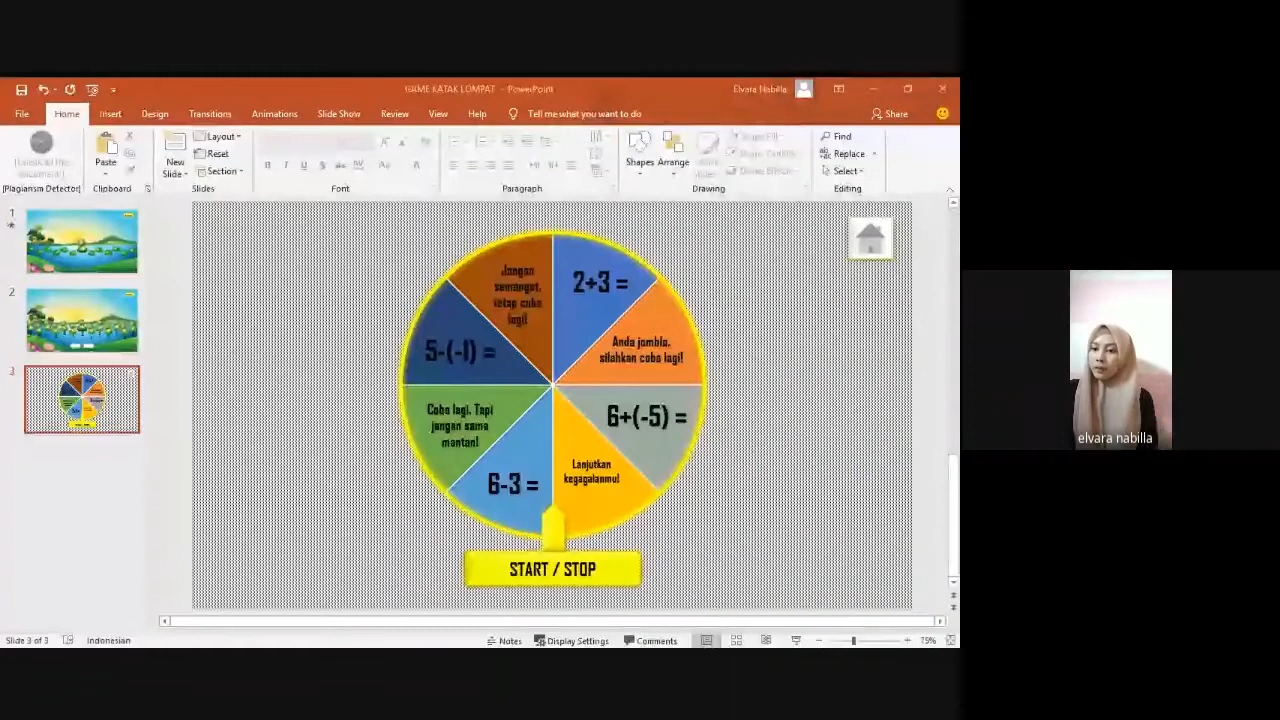 GAME KATAK LOMPAT - PowerPoint
Elvara Nabilla
File Home Insert Design Transitions Animations Slide Show Review View Help Tell me what you want to do Share
Paste
New
Slide
Layout
Reset
Section
Shapes
Arrange
Find
Replace
Select
[Plagiasm Detector] Clipboard Slides Font Paragraph Drawing Editing
1
2
3
Jangan
semangat,
tetap coba
lagi!
2+3 =
Anda jomblo,
silahkan coba lagi!
5-(-1) =
6+(-5) =
Coba lagi. Tapi
jangan sama
mantan!
Lanjutkan
kegagalanmu!
6-3 =
START / STOP
elvara nabilla
Slide 3 of 3 Indonesian Notes Display Settings Comments 75%